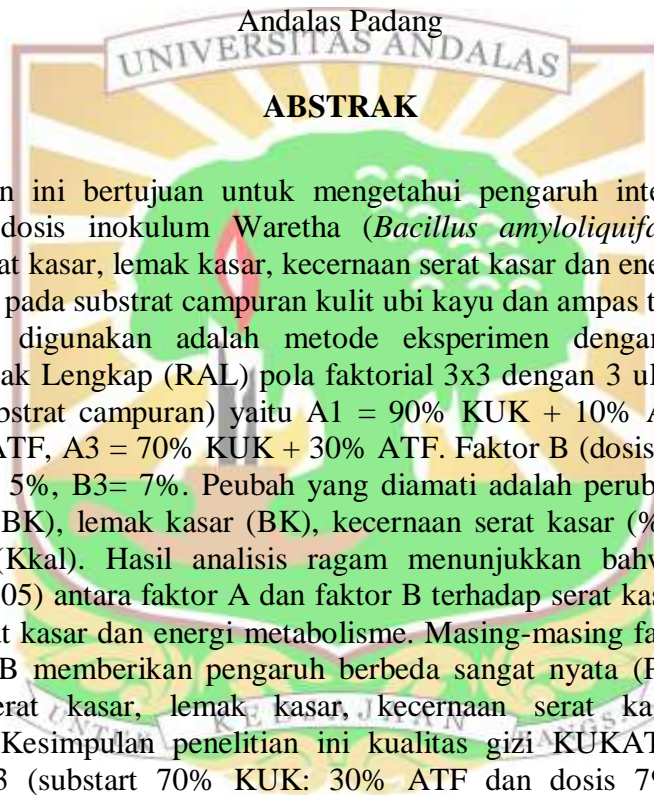 Andalas Padang
UNIVERSITAS ANDALAS
ABSTRAK
n ini bertujuan untuk mengetahui pengaruh inte
dosis inokulum Waretha (Bacillus amyloliquifa
at kasar, lemak kasar, kecernaan serat kasar dan ene
pada substrat campuran kulit ubi kayu dan ampas t
digunakan adalah metode eksperimen dengan
ak Lengkap (RAL) pola faktorial 3x3 dengan 3 ul
bstrat campuran) yaitu A1 = 90% KUK + 10% A
ATF, A3 = 70% KUK + 30% ATF. Faktor B (dosis
5%, B3= 7%. Peubah yang diamati adalah perub
BK), lemak kasar (BK), kecernaan serat kasar (%
(Kkal). Hasil analisis ragam menunjukkan bahw
05) antara faktor A dan faktor B terhadap serat kas
at kasar dan energi metabolisme. Masing-masing fa
B memberikan pengaruh berbeda sangat nyata (P
erat kasar, lemak kasar, kecernaan serat ka
UNTUK KEDJAJAAN BANGSA
Kesimpulan penelitian ini kualitas gizi KUKAT
3 (substart 70% KUK: 30% ATF dan dosis 7%